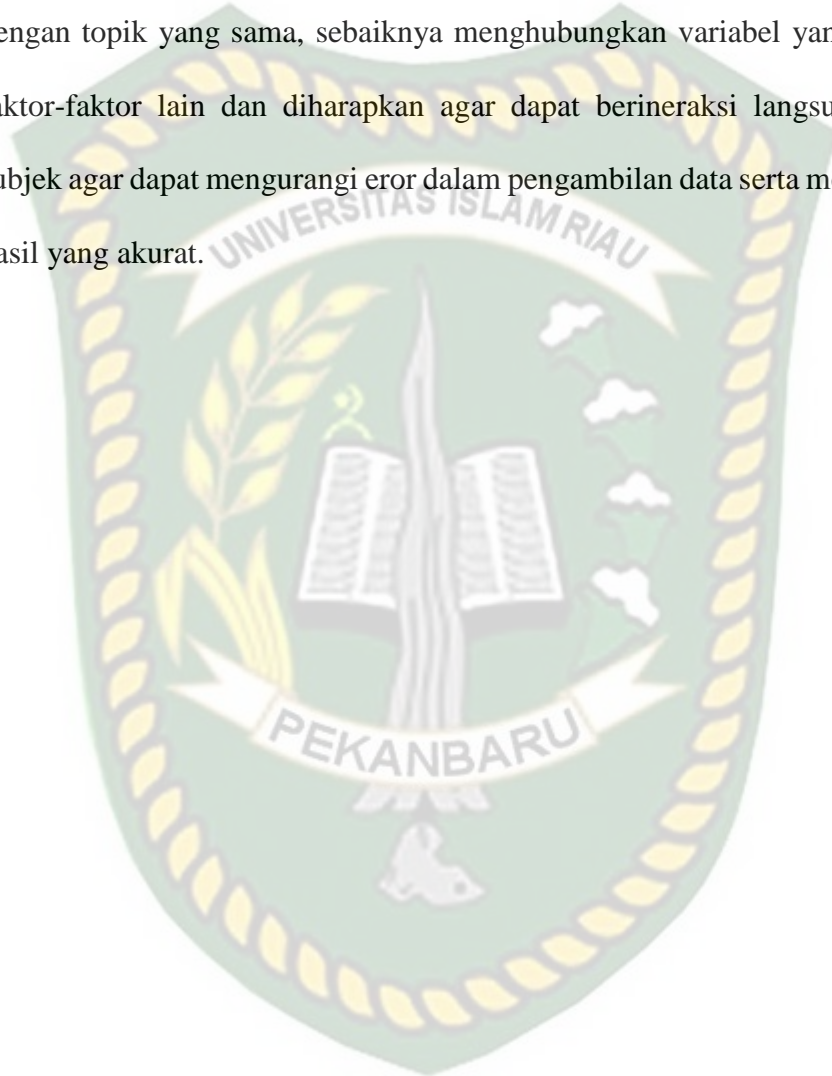 engan topik yang sama, sebaiknya menghubungkan variabel yan
aktor-faktor lain dan diharapkan agar dapat berineraksi langsu
ubjek agar dapat mengurangi eror dalam pengambilan data serta m
asil yang akurat.
UNIVERSITAS ISLAM RIAU
PEKANBARU